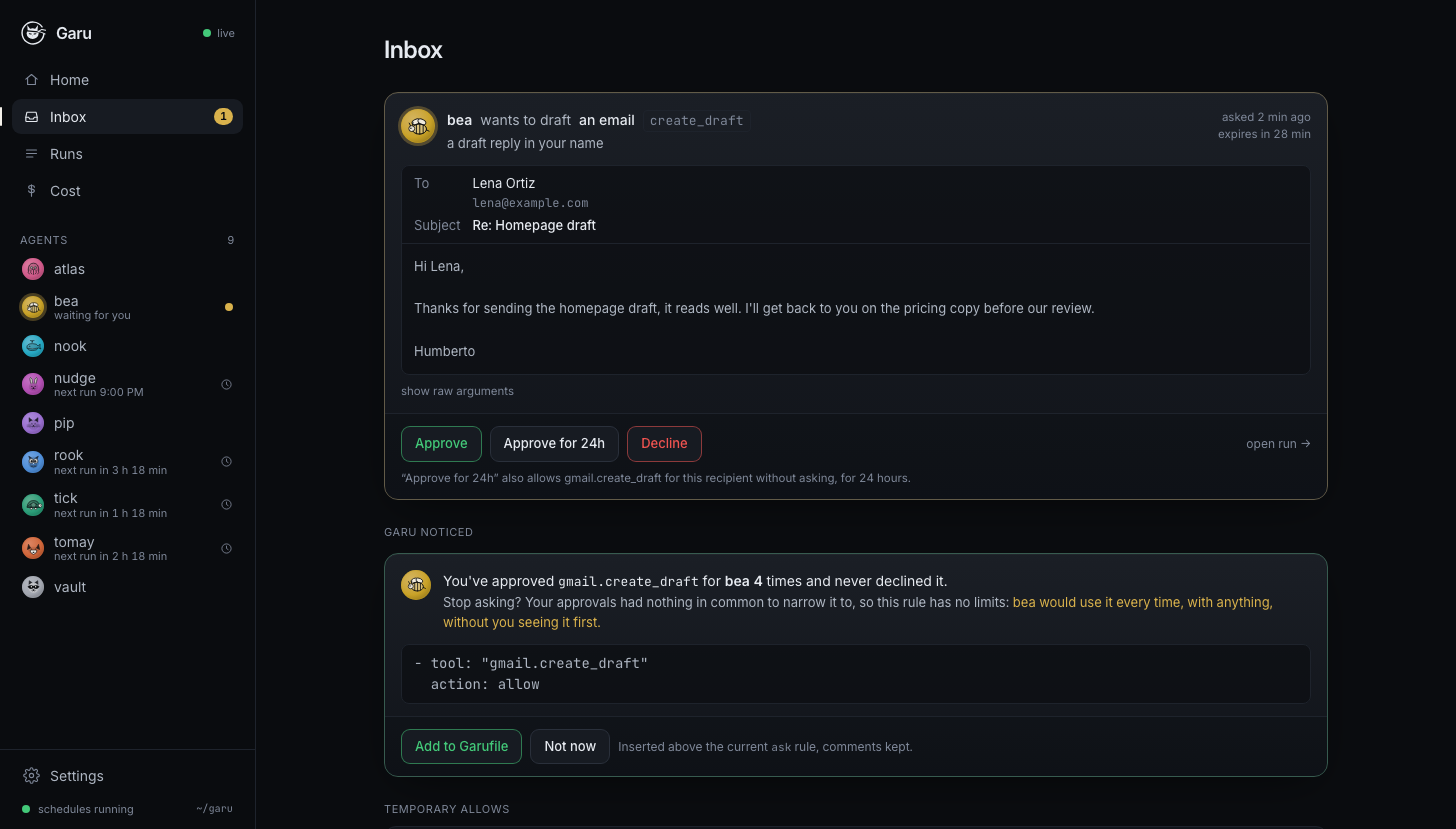 Garu
live
Home
Inbox
1
Runs
Cost
AGENTS
9
atlas
bea
waiting for you
nook
nudge
next run 9:00 PM
pip
rook
next run in 3 h 18 min
tick
next run in 1 h 18 min
tomay
next run in 2 h 18 min
vault
Settings
schedules running
~/garu
Inbox
bea wants to draft an email create_draft
a draft reply in your name
asked 2 min ago
expires in 28 min
To Lena Ortiz
lena@example.com
Subject Re: Homepage draft
Hi Lena,
Thanks for sending the homepage draft, it reads well. I'll get back to you on the pricing copy before our review.
Humberto
show raw arguments
Approve Approve for 24h Decline
open run →
“Approve for 24h” also allows gmail.create_draft for this recipient without asking, for 24 hours.
GARU NOTICED
You've approved gmail.create_draft for bea 4 times and never declined it.
Stop asking? Your approvals had nothing in common to narrow it to, so this rule has no limits: bea would use it every time, with anything,
without you seeing it first.
- tool: "gmail.create_draft"
action: allow
Add to Garufile Not now Inserted above the current ask rule, comments kept.
TEMPORARY ALLOWS